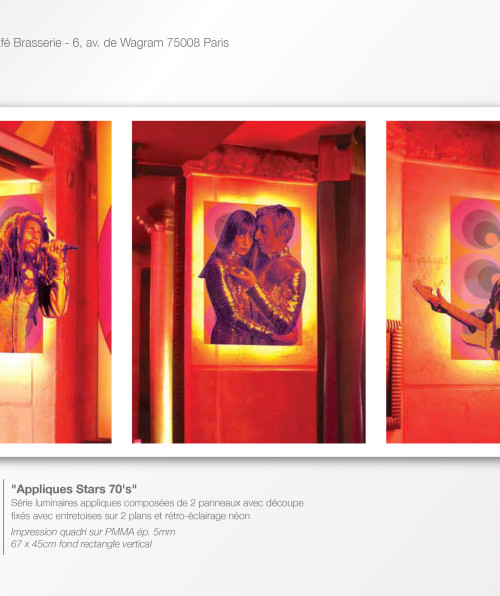 fé Brasserie - 6, av. de Wagram 75008 Paris
"Appliques Stars 70's"
Série luminaires appliques composées de 2 panneaux avec découpe
fixés avec entretoises sur 2 plans et rétro-éclairage néon
Impression quadri sur PMMA ép. 5mm
67 x 45cm fond rectangle vertical